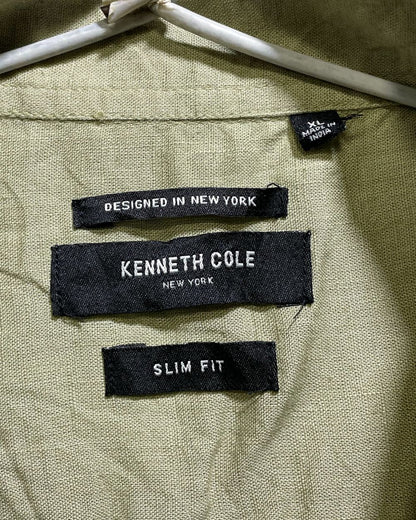 XL
MADE IN
INDIA
DESIGNED IN NEW YORK
KENNETH COLE
NEW YORK
SLIM FIT